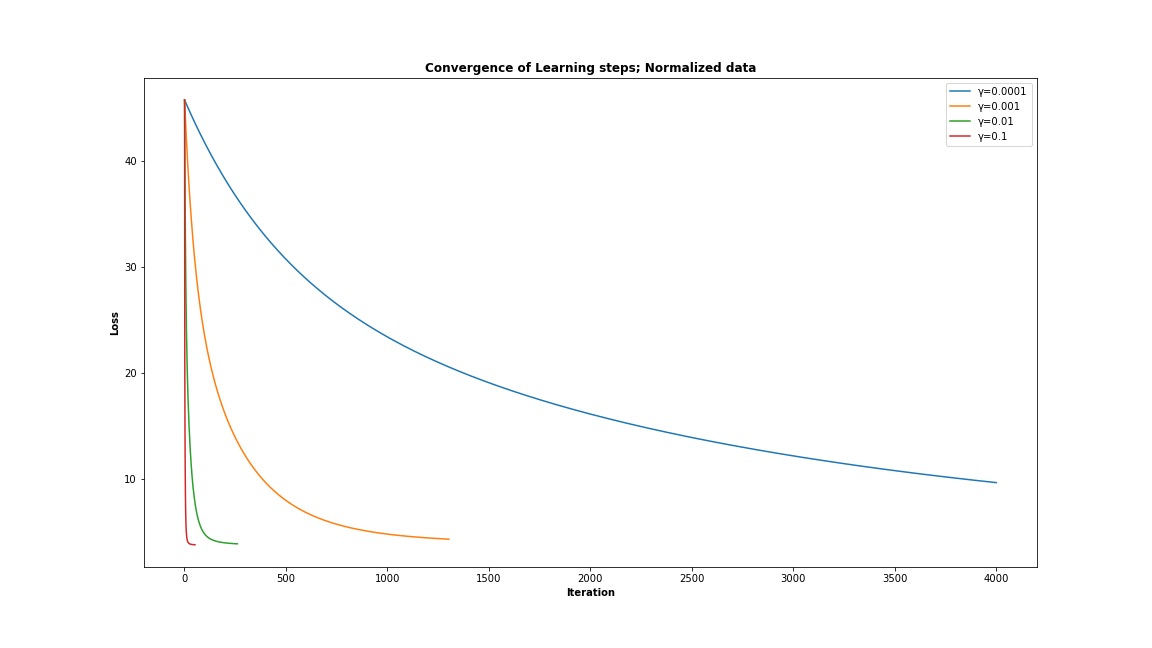 Convergence of Learning steps; Normalized data
γ=0.0001
γ=0.001
γ=0.01
γ=0.1
40
30
20
10
Loss
0 500 1000 1500 2000 2500 3000 3500 4000
Iteration